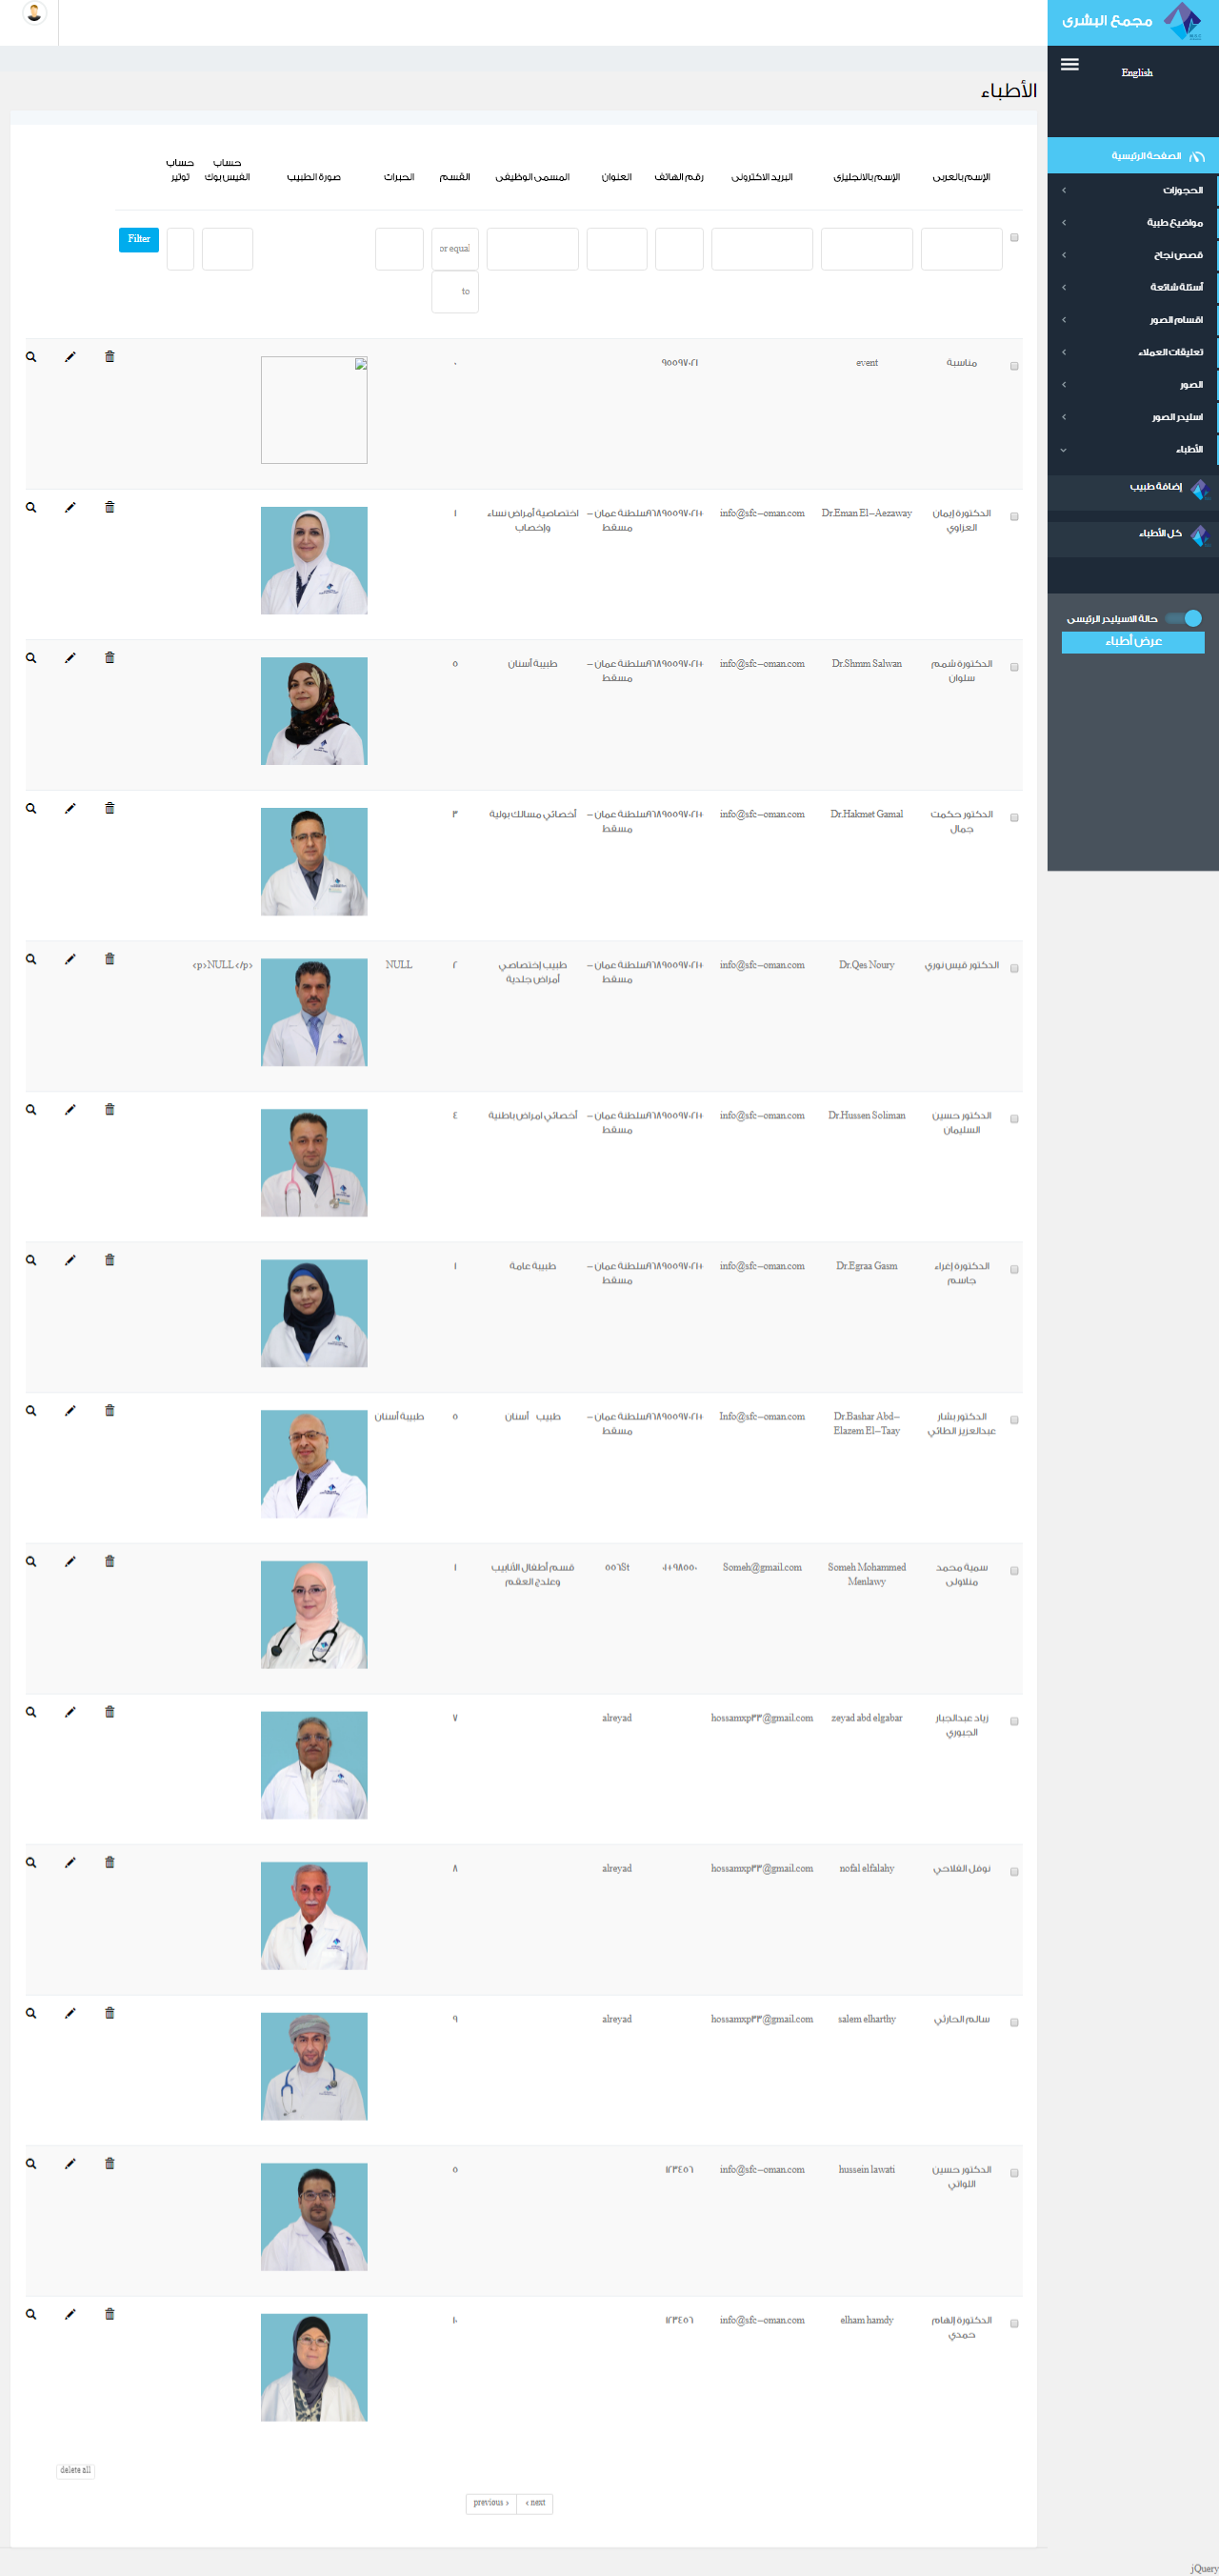 مجمع البشرى
English
الصفحة الرئيسية
الحجوزات
مواضيع طبية
قصص نجاح
أسئلة شائعة
اقسام الصور
تعليقات العملاء
الصور
اسليدر الصور
الأطباء
إضافة طبيب
كل الأطباء
حالة الاسيليدر الرئيسى
عرض أطباء
الأطباء
الإسم بالعربى
الإسم بالانجليزى
البريد الاكترونى
رقم الهاتف
العنوان
المسمى الوظيفى
القسم
الخبرات
صورة الطبيب
حساب الفيس بوك
حساب توتير
or equal
to
Filter
مناسبة event ٩٥٥٩٧٠٢١ ٠
الدكتورة إيمان Dr.Eman El-Aezaway info@sfc-oman.com +٩٦٨٩٥٥٩٧٠٢١ سلطنة عمان - اختصاصية أمراض نساء ١
العزاوي مسقط وإخصاب
الدكتورة شمم Dr.Shmm Salwan info@sfc-oman.com +٩٦٨٩٥٥٩٧٠٢١ سلطنة عمان - طبيبة أسنان ٥
سلوان مسقط
الدكتور حكمت Dr.Hakmet Gamal info@sfc-oman.com +٩٦٨٩٥٥٩٧٠٢١ سلطنة عمان - أخصائي مسالك بولية ٣
جمال مسقط
الدكتور قيس نوري Dr.Qes Noury info@sfc-oman.com +٩٦٨٩٥٥٩٧٠٢١ سلطنة عمان - طبيب إختصاصي ٢ NULL <p>NULL</p>
مسقط أمراض جلدية
الدكتور حسين Dr.Hussen Soliman info@sfc-oman.com +٩٦٨٩٥٥٩٧٠٢١ سلطنة عمان - أخصائي امراض باطنية ٤
السليمان مسقط
الدكتورة إغراء Dr.Egraa Gasm info@sfc-oman.com +٩٦٨٩٥٥٩٧٠٢١ سلطنة عمان - طبيبة عامة ١
جاسم مسقط
الدكتور بشار Dr.Bashar Abd- Info@sfc-oman.com +٩٦٨٩٥٥٩٧٠٢١ سلطنة عمان - طبيب أسنان ٥ طبيبة أسنان
عبدالعزيز الطائي Elazem El-Taay مسقط
سمية محمد Someh Mohammed Someh@gmail.com ٠١+٩٨٥٥٠ ٥٥٦St قسم أطفال الأنابيب ١
منلاولى Menlawy وعلاج العقم
زياد عبدالجبار zeyad abd elgabar hossamxp٣٣@gmail.com alreyad ٧
الجبوري
نوفل الفلاحي nofal elfalahy hossamxp٣٣@gmail.com alreyad ٨
سالم الحارثي salem elharthy hossamxp٣٣@gmail.com alreyad ٩
الدكتور حسين hussein lawati info@sfc-oman.com ١٢٣٤٥٦ ٥
اللواتي
الدكتورة إلهام elham hamdy info@sfc-oman.com ١٢٣٤٥٦ ١٠
حمدي
delete all
previous › ‹ next
jQuery